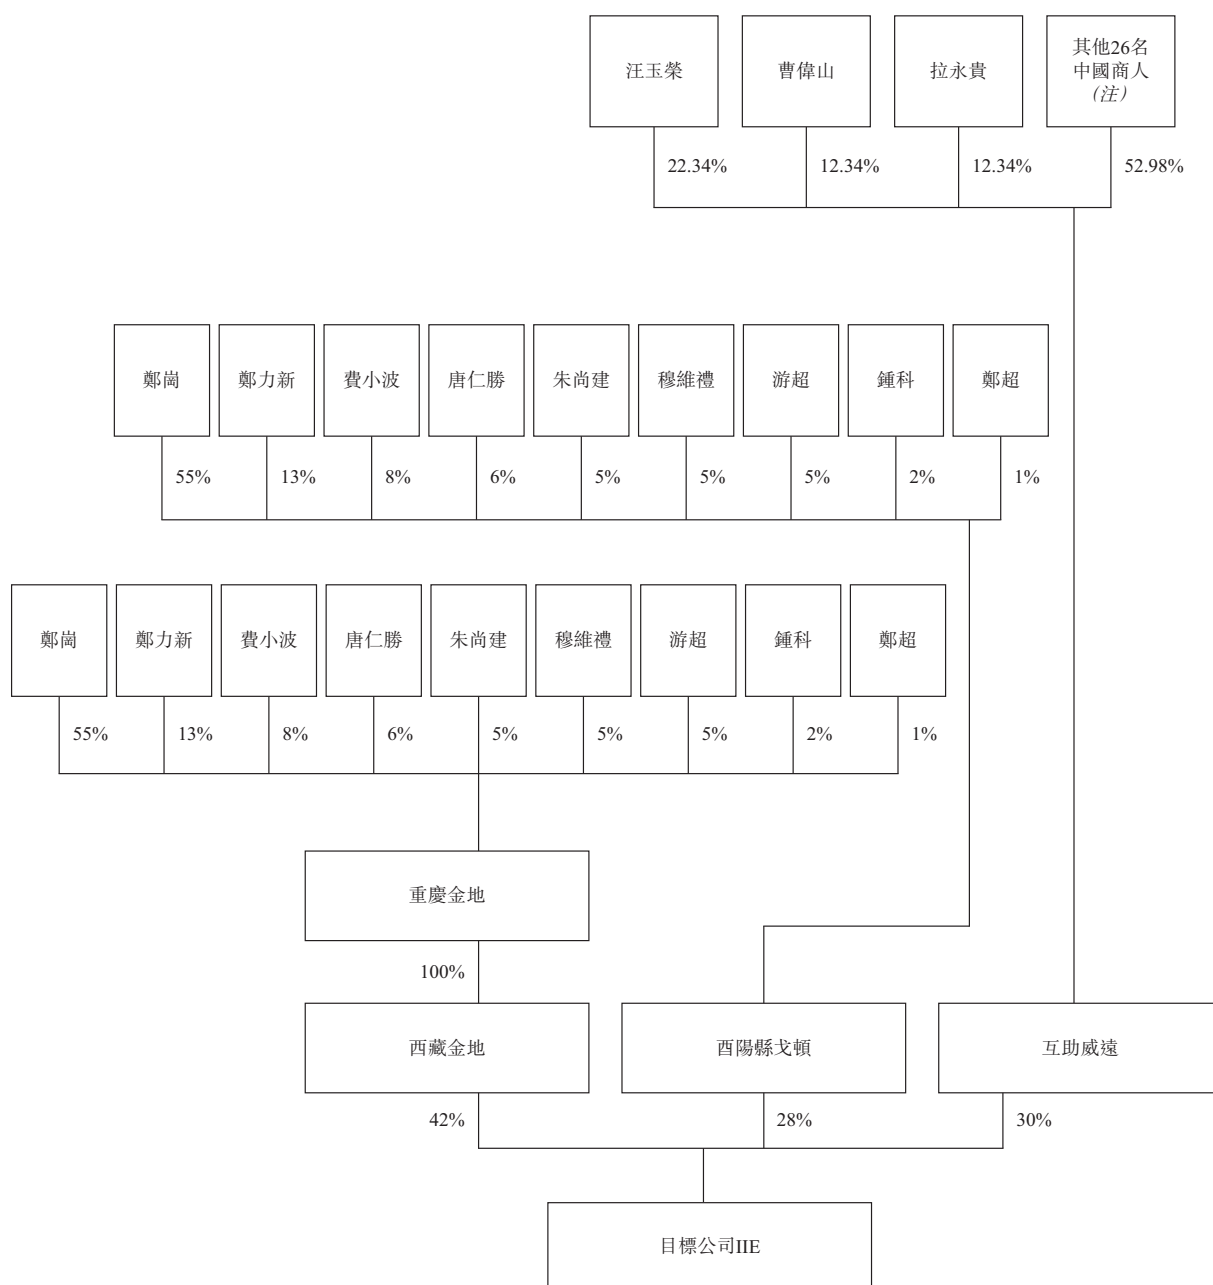 汪玉榮
曹偉山
拉永貴
其他26名
中國商人
（注）
22.34%
12.34%
12.34%
52.98%
鄭崗
鄭力新
費小波
唐仁勝
朱尚建
穆維禮
游超
鍾科
鄭超
55%
13%
8%
6%
5%
5%
5%
2%
1%
鄭崗
鄭力新
費小波
唐仁勝
朱尚建
穆維禮
游超
鍾科
鄭超
55%
13%
8%
6%
5%
5%
5%
2%
1%
重慶金地
100%
西藏金地
酉陽縣戈頓
互助威遠
42%
28%
30%
目標公司IIE